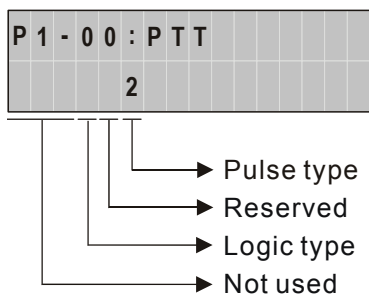 P1-00:PTT
2
Pulse type
Reserved
Logic type
Not used